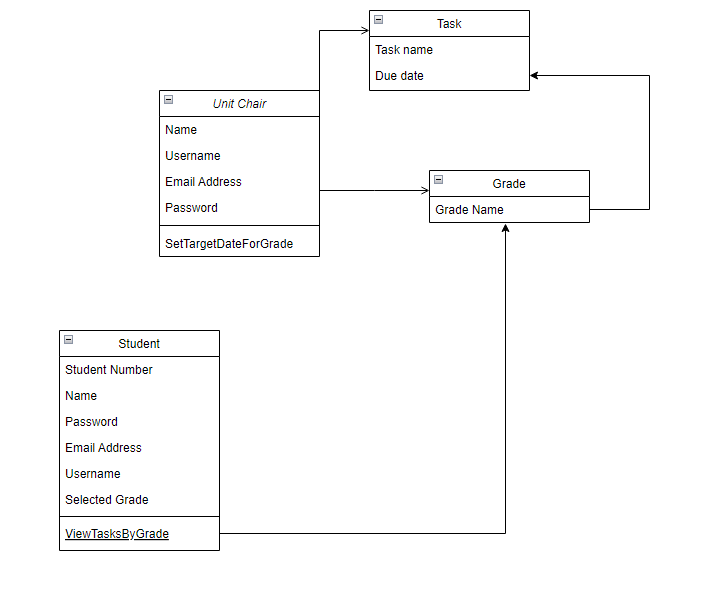 Task
Task name
Due date
Unit Chair
Name
Username
Email Address
Password
SetTargetDateForGrade
Grade
Grade Name
Student
Student Number
Name
Password
Email Address
Username
Selected Grade
ViewTasksByGrade